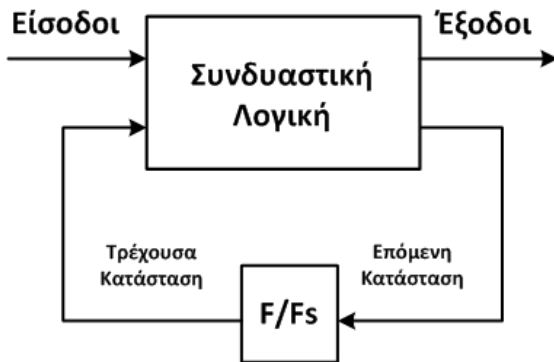 Είσοδοι
Έξοδοι
Συνδυαστική
Λογική
Τρέχουσα
Κατάσταση
Επόμενη
Κατάσταση
F/Fs